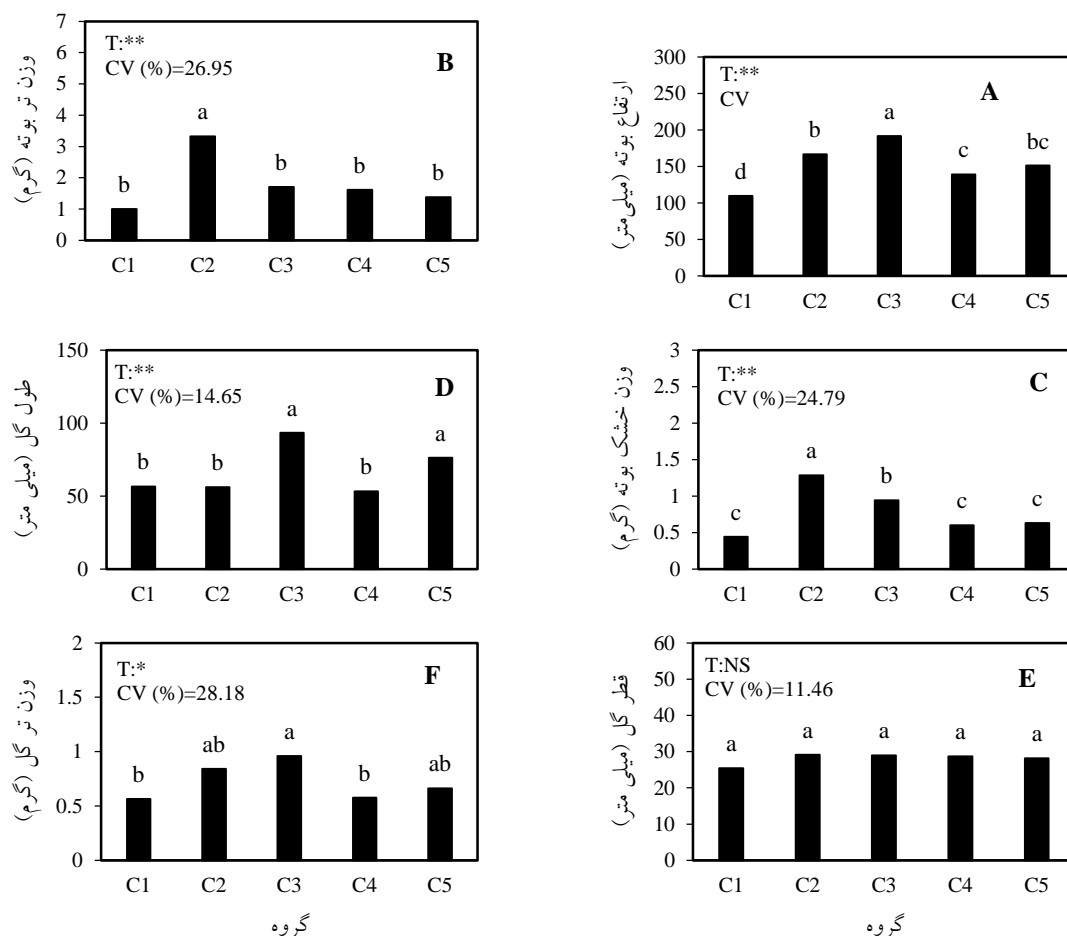 وزن تر بوته (گرم)
7
6
5
4
3
2
1
0
T:**
CV (%)=26.95
B
b
a
b
b
b
C1 C2 C3 C4 C5
ارتفاع بوته (میلی‌متر)
300
250
200
150
100
50
0
T:**
CV
A
d
b
a
c
bc
C1 C2 C3 C4 C5
طول گل (میلی متر)
150
100
50
0
T:**
CV (%)=14.65
D
b
b
a
b
a
C1 C2 C3 C4 C5
وزن خشک بوته (گرم)
3
2.5
2
1.5
1
0.5
0
T:**
CV (%)=24.79
C
c
a
b
c
c
C1 C2 C3 C4 C5
وزن تر گل (گرم)
2
1.5
1
0.5
0
T:*
CV (%)=28.18
F
b
ab
a
b
ab
C1 C2 C3 C4 C5
گروه
قطر گل (میلی متر)
60
50
40
30
20
10
0
T:NS
CV (%)=11.46
E
a
a
a
a
a
C1 C2 C3 C4 C5
گروه